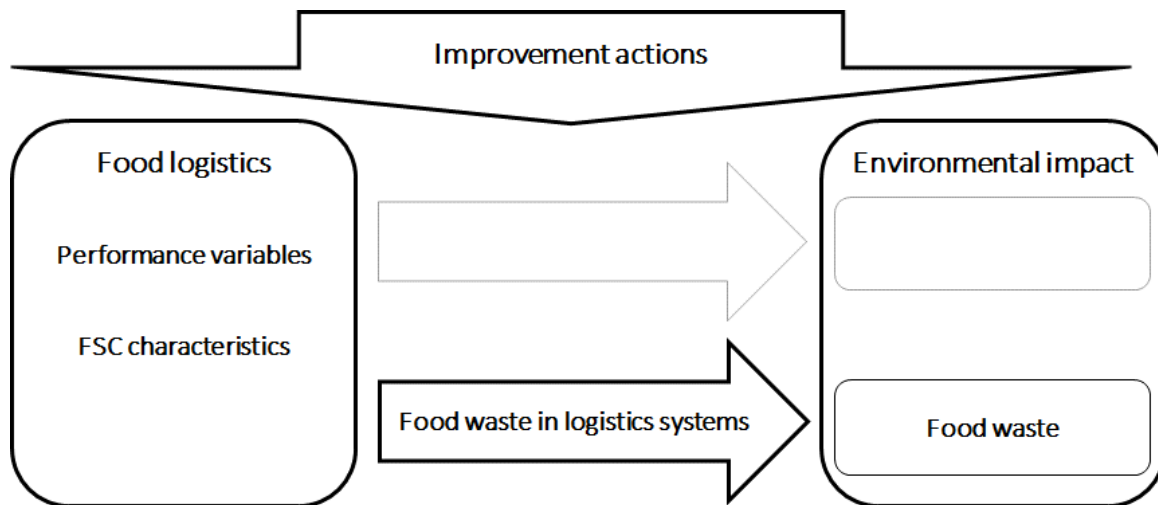 Improvement actions
Food logistics
Environmental impact
Performance variables
FSC characteristics
Food waste in logistics systems
Food waste